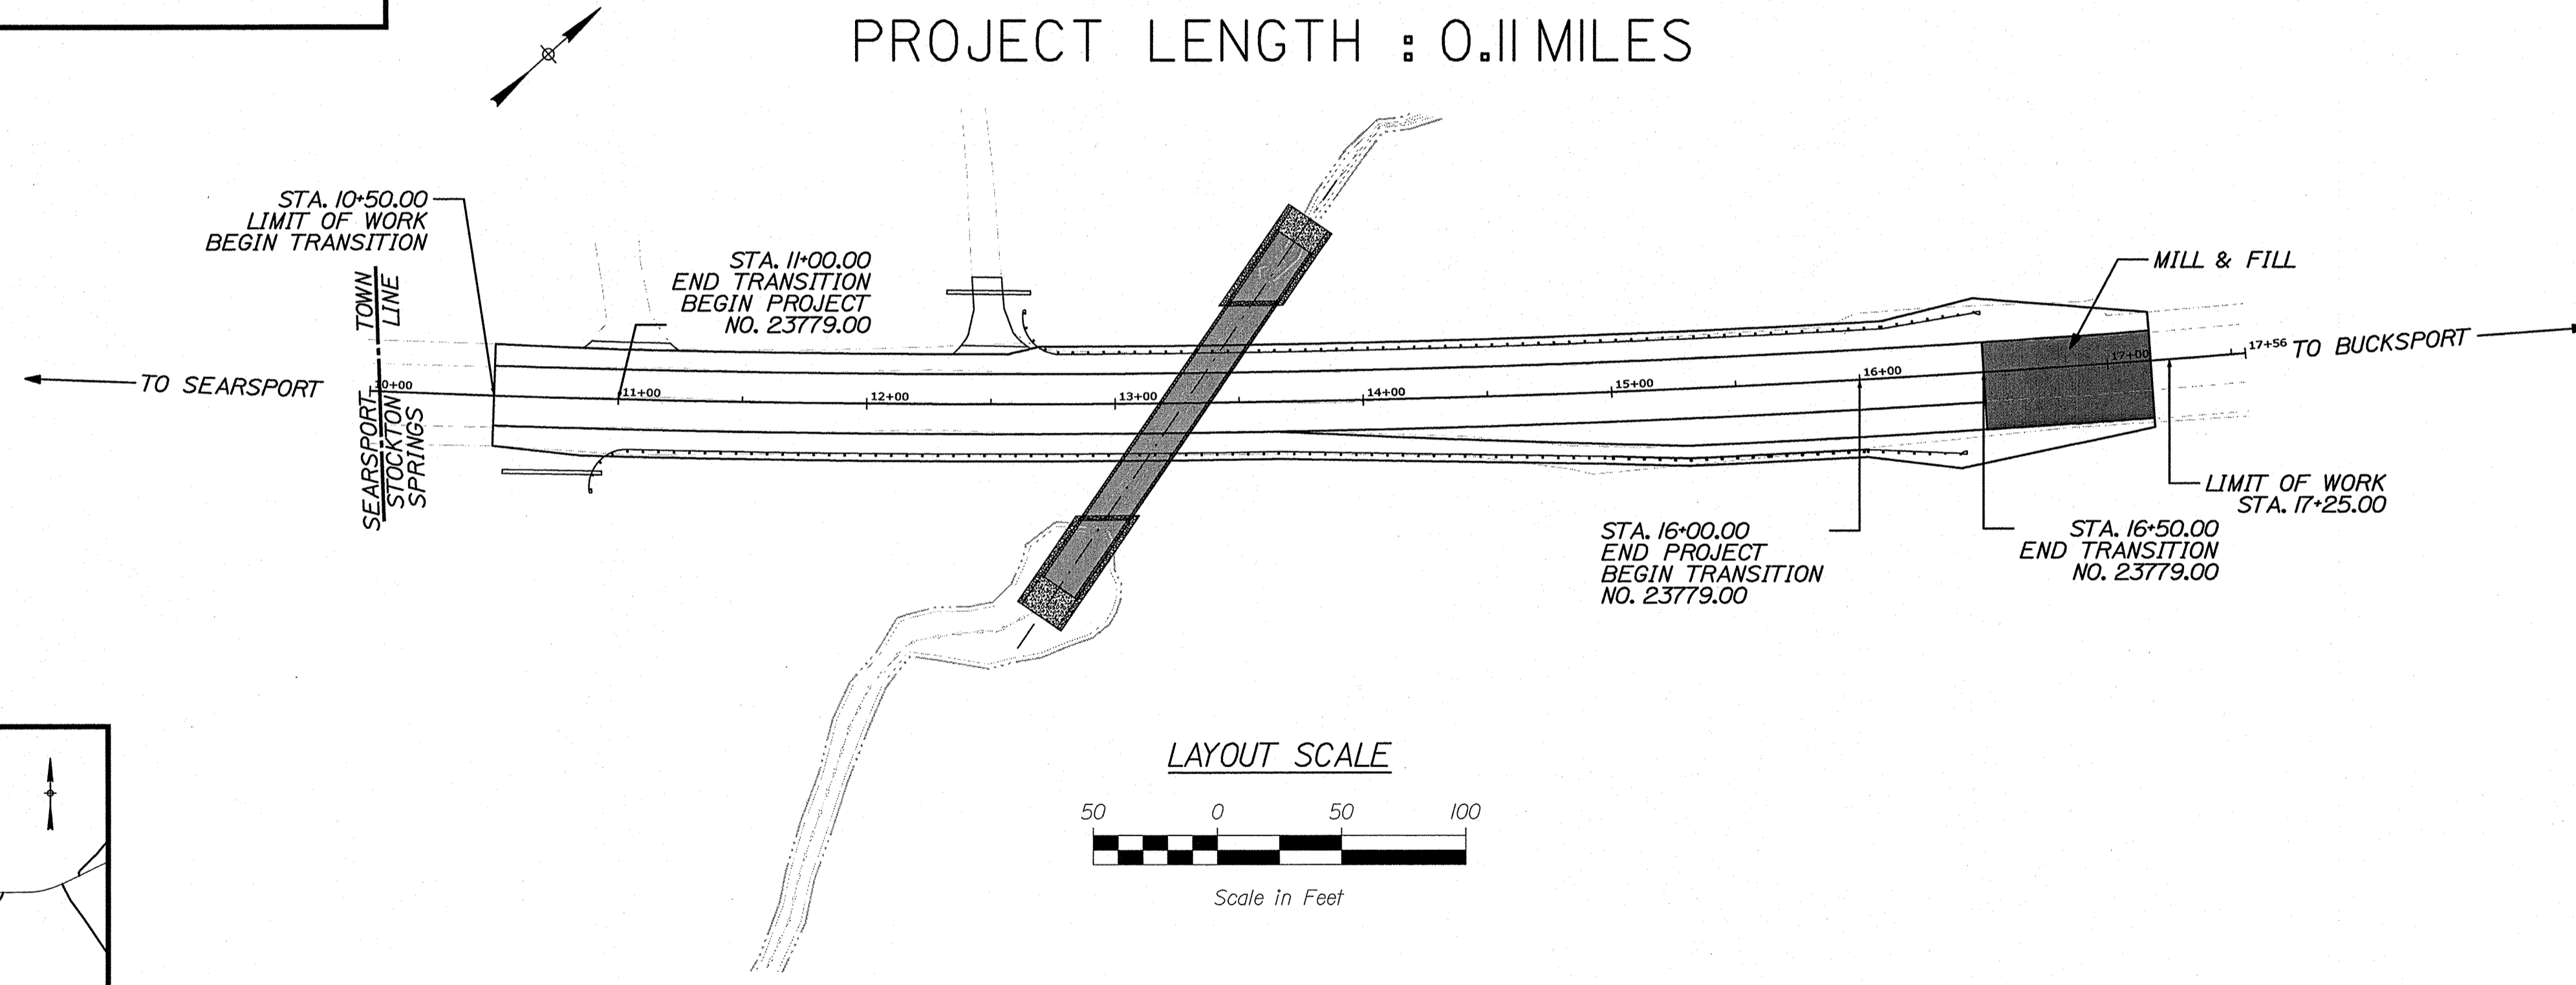 PROJECT LENGTH : 0.11 MILES
STA. 10+50.00
LIMIT OF WORK
BEGIN TRANSITION
STA. 11+00.00
END TRANSITION
BEGIN PROJECT
NO. 23779.00
MILL & FILL
TOWN
LINE
SEARSPORT
STOCKTON
SPRINGS
TO SEARSPORT
10+00
11+00
12+00
13+00
14+00
15+00
16+00
17+00
17+56
TO BUCKSPORT
LIMIT OF WORK
STA. 17+25.00
STA. 16+00.00
END PROJECT
BEGIN TRANSITION
NO. 23779.00
STA. 16+50.00
END TRANSITION
NO. 23779.00
LAYOUT SCALE
50 0 50 100
Scale in Feet